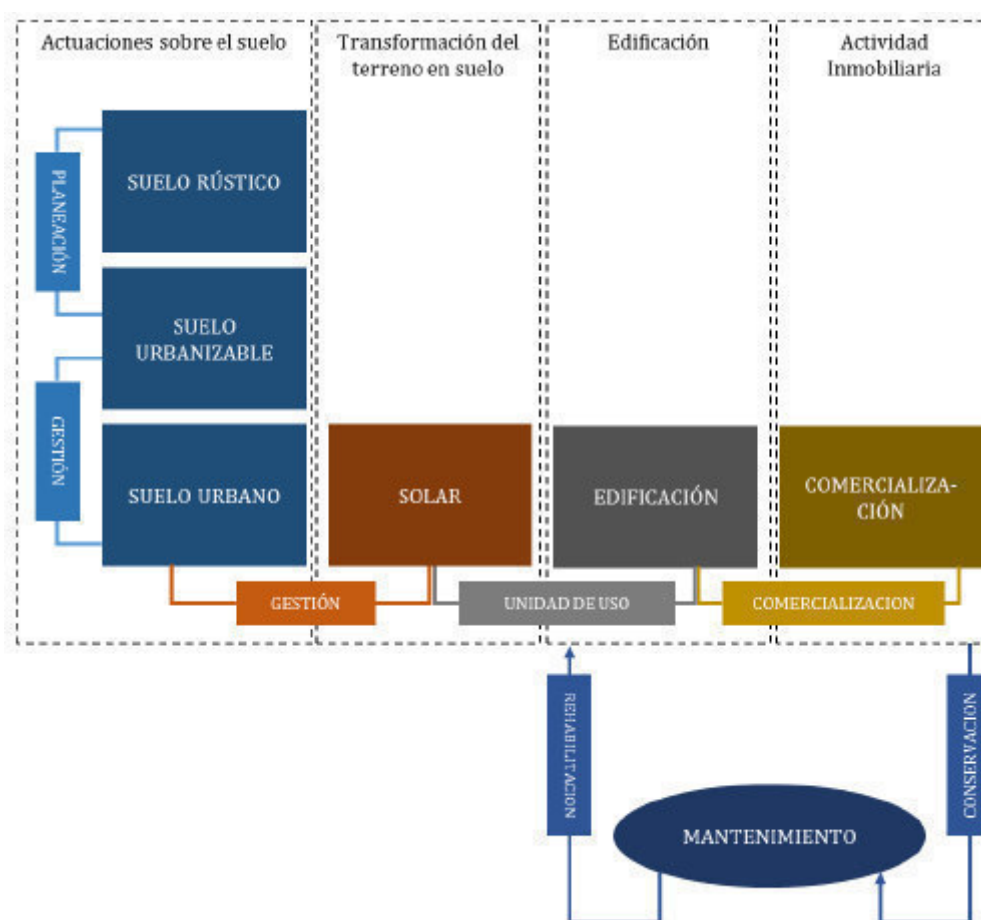 Actuaciones sobre el suelo
Transformación del
terreno en suelo
Edificación
Actividad
Inmobiliaria
PLANEACIÓN
SUELO RÚSTICO
SUELO
URBANIZABLE
GESTIÓN
SUELO URBANO
SOLAR
EDIFICACIÓN
COMERCIALIZA-
CIÓN
GESTIÓN
UNIDAD DE USO
COMERCIALIZACION
REHABILITACION
CONSERVACION
MANTENIMIENTO